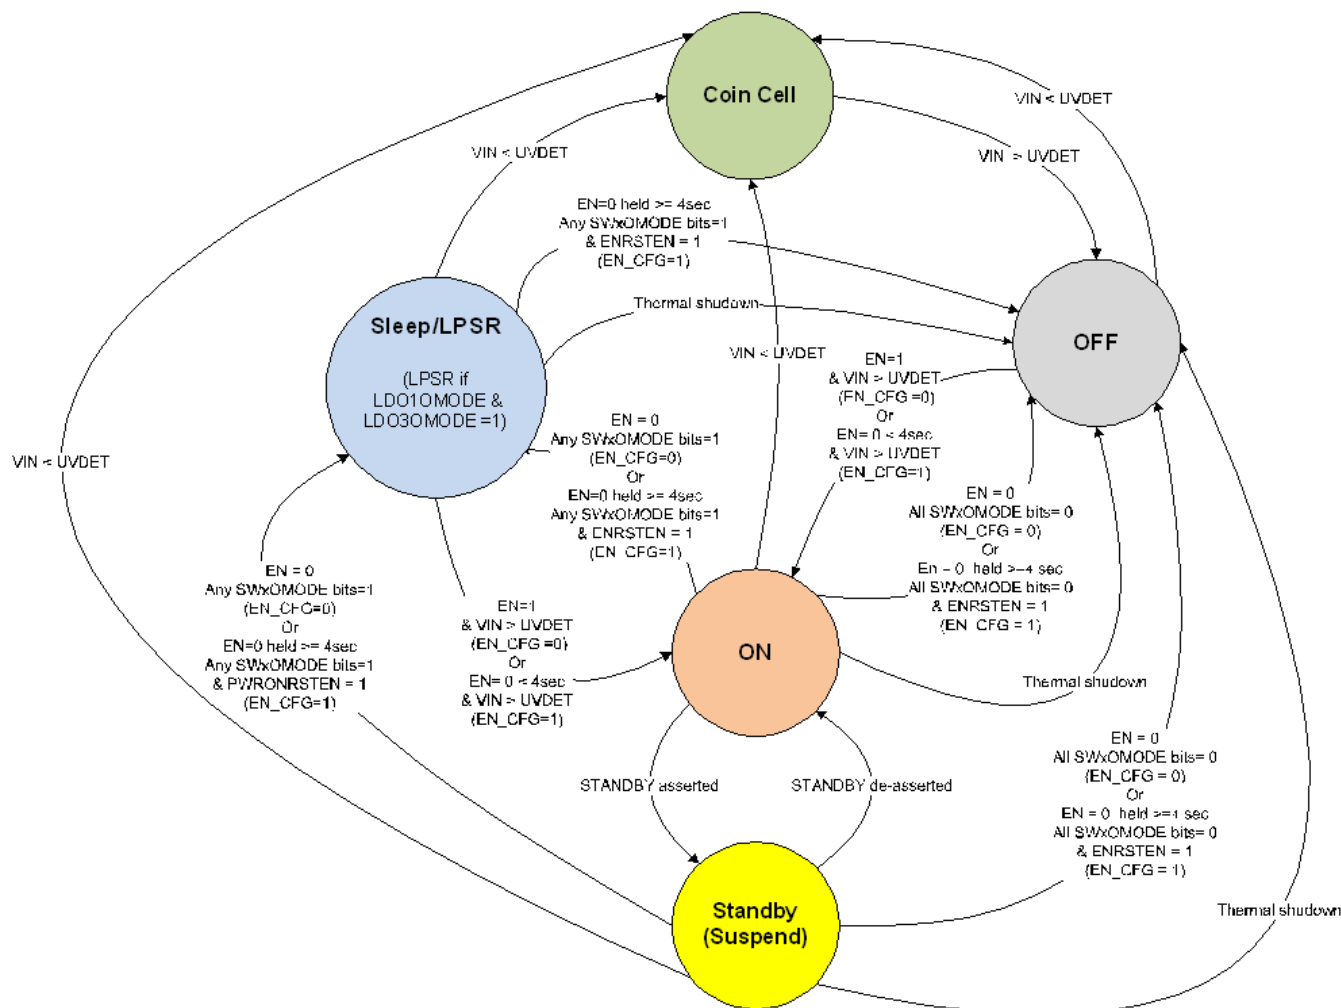 Coin Cell
VIN < UVDET
VIN < UVDET
VIN > UVDET
EN=0 held >= 4sec
Any SWxOMODE bits=1
& ENRSTEN = 1
(EN_CFG=1)
Thermal shudown
Sleep/LPSR
(LPSR if
LDO1OMODE &
LDO3OMODE =1)
OFF
VIN < UVDET
EN=1
& VIN > UVDET
(EN_CFG =0)
Or
EN= 0 < 4sec
& VIN > UVDET
(EN_CFG=1)
EN = 0
Any SWxOMODE bits=1
(EN_CFG=0)
Or
EN=0 held >= 4sec
Any SWxOMODE bits=1
& ENRSTEN = 1
(EN_CFG=1)
VIN < UVDET
EN = 0
All SWxOMODE bits= 0
(EN_CFG = 0)
Or
En = 0 held >=4 sec
All SWxOMODE bits= 0
& ENRSTEN = 1
(EN_CFG = 1)
EN = 0
Any SWxOMODE bits=1
(EN_CFG=0)
Or
EN=0 held >= 4sec
Any SWxOMODE bits=1
& PWRONRSTEN = 1
(EN_CFG=1)
EN=1
& VIN > UVDET
(EN_CFG =0)
Or
EN= 0 < 4sec
& VIN > UVDET
(EN_CFG=1)
ON
Thermal shudown
STANDBY asserted
STANDBY de-asserted
EN = 0
All SWxOMODE bits= 0
(EN_CFG = 0)
Or
EN = 0 held >=4 sec
All SWxOMODE bits= 0
& ENRSTEN = 1
(EN_CFG = 1)
Standby
(Suspend)
Thermal shudown